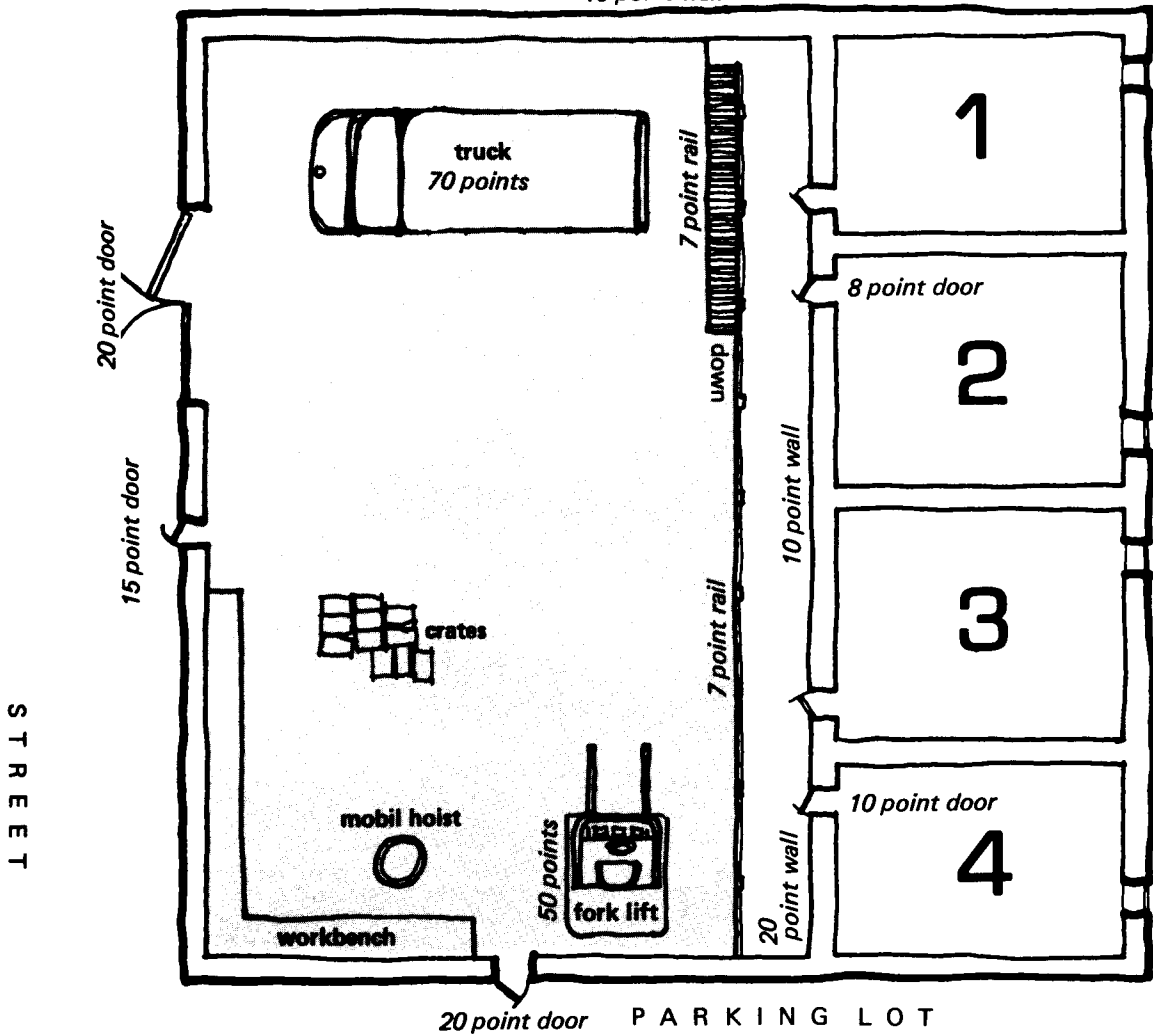 truck
70 points
7 point rail
1
20 point door
8 point door
down
2
10 point wall
15 point door
7 point rail
3
crates
STREET
mobil hoist
10 point door
50 points
fork lift
20
point wall
4
workbench
20 point door
PARKING LOT